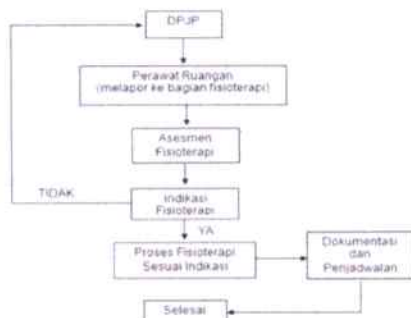 DPJP
Perawat Ruangan
(melapor ke bagian fisioterapi)
Asesmen
Fisioterapi
TIDAK
Indikasi
Fisioterapi
YA
Proses Fisioterapi
Sesuai Indikasi
Dokumentasi
dan
Penjadwalan
Selesai